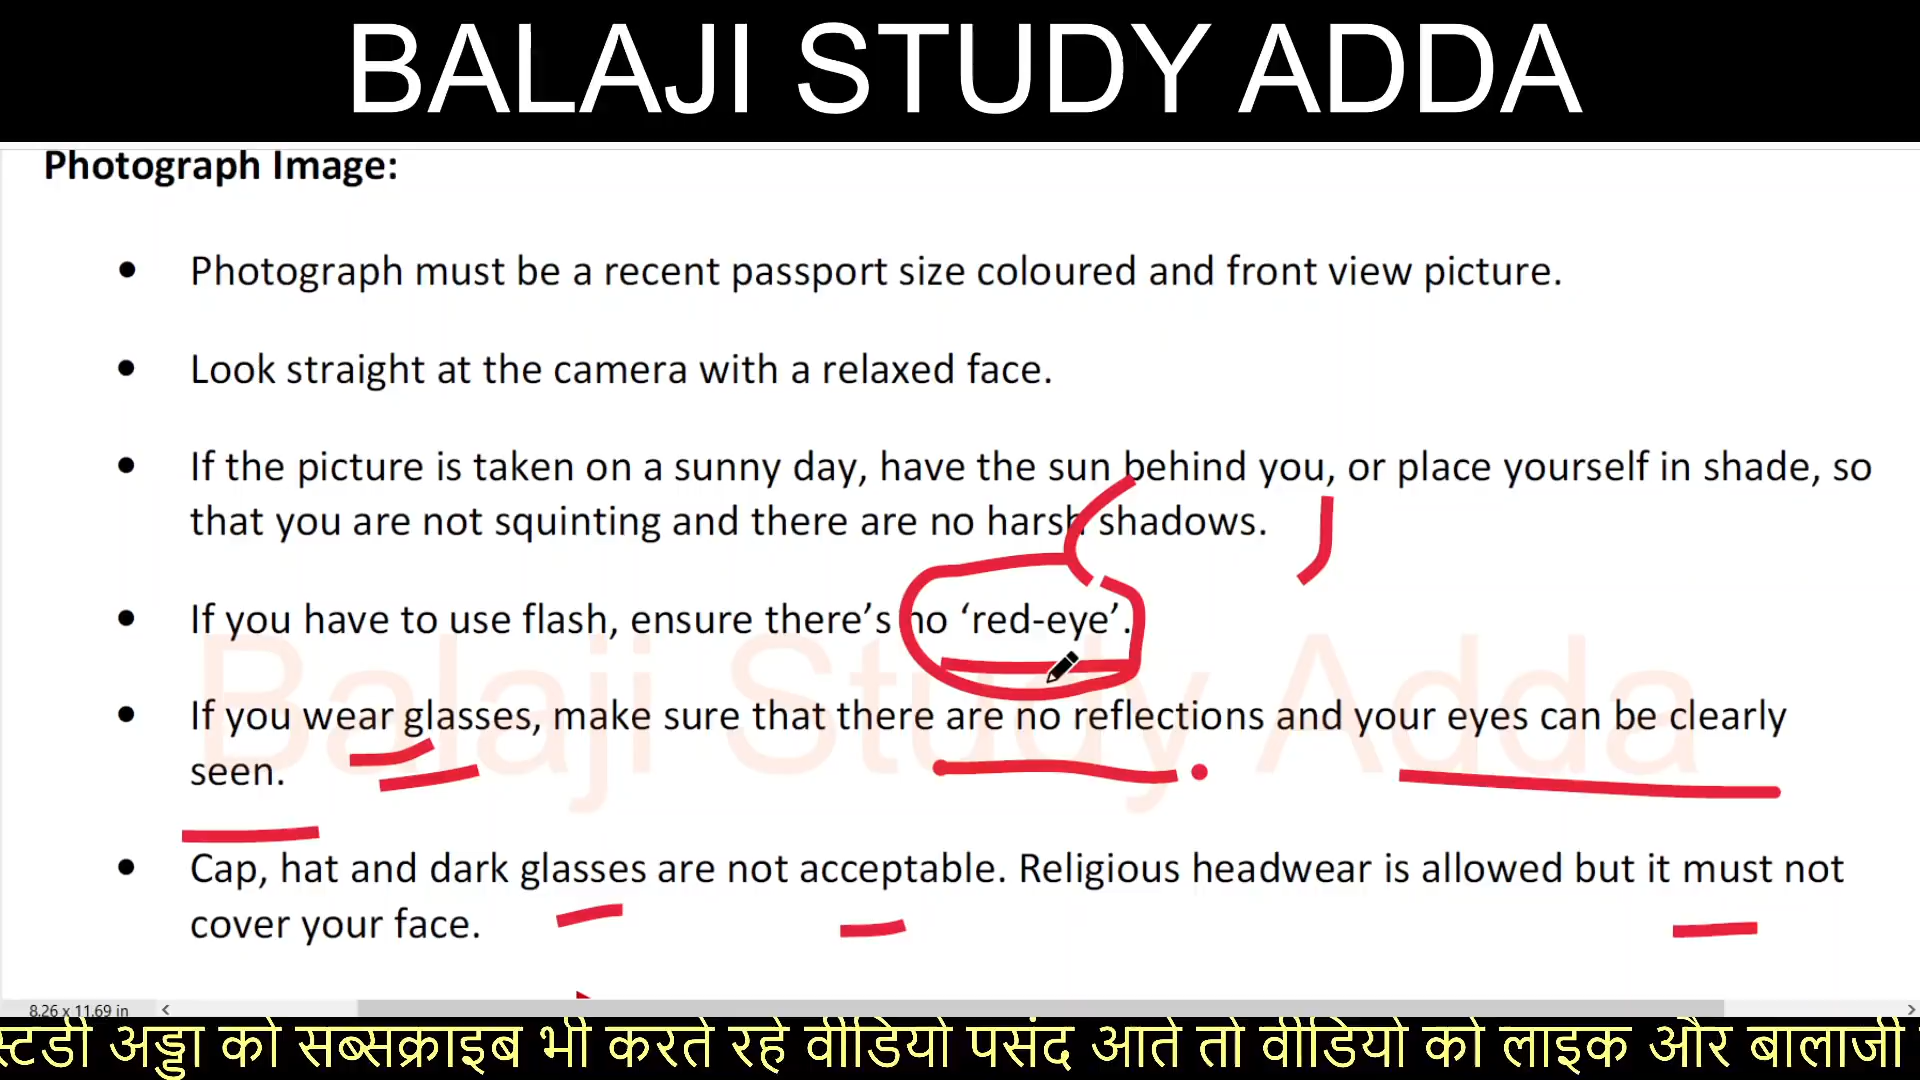 BALAJI STUDY ADDA
Photograph Image:
• Photograph must be a recent passport size coloured and front view picture.
• Look straight at the camera with a relaxed face.
• If the picture is taken on a sunny day, have the sun behind you, or place yourself in shade, so
that you are not squinting and there are no harsh shadows.
• If you have to use flash, ensure there’s no ‘red-eye’.
Balaji Study Adda
• If you wear glasses, make sure that there are no reflections and your eyes can be clearly
seen.
• Cap, hat and dark glasses are not acceptable. Religious headwear is allowed but it must not
cover your face.
8.26 x 11.69 in
स्टडी अड्डा को सब्सक्राइब भी करते रहे वीडियो पसंद आते तो वीडियो को लाइक और बालाजी